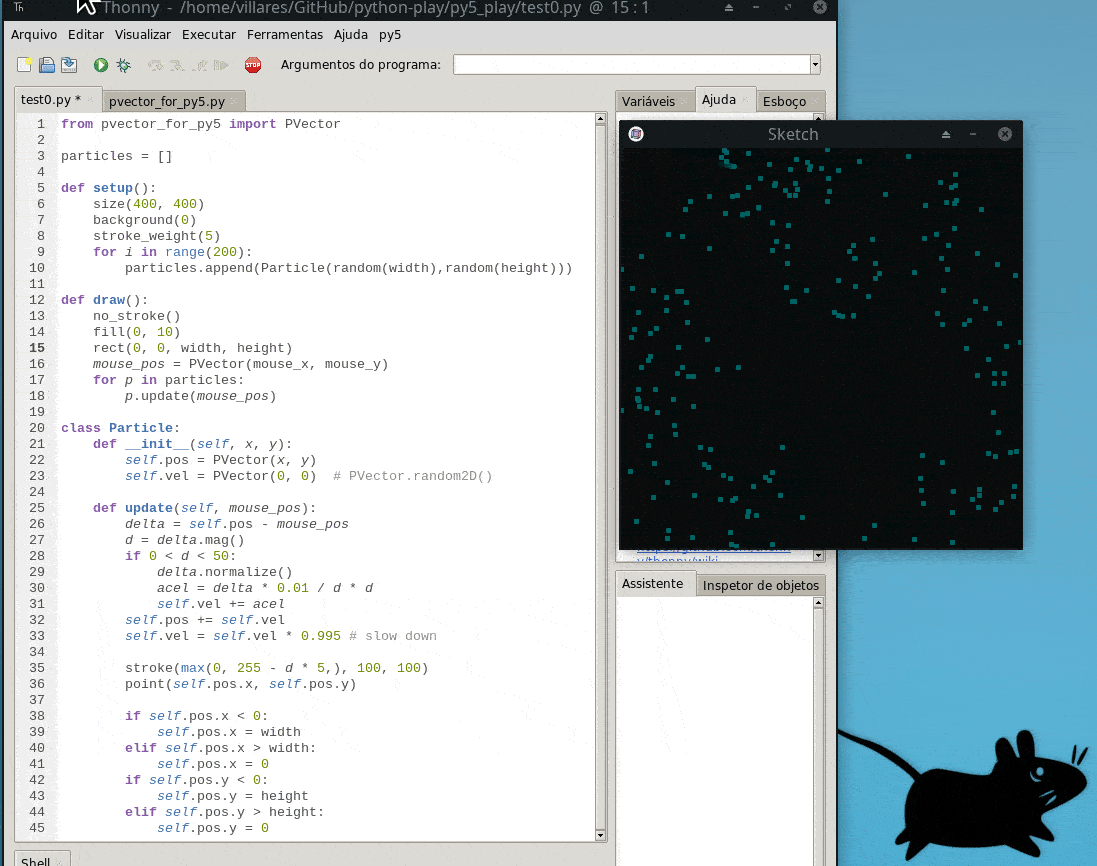 Thonny - /home/villares/GitHub/python-play/py5_play/test0.py @ 15 : 1
Arquivo Editar Visualizar Executar Ferramentas Ajuda py5
STOP Argumentos do programa:
test0.py * pvector_for_py5.py
1 from pvector_for_py5 import PVector
2
3 particles = []
4
5 def setup():
6     size(400, 400)
7     background(0)
8     stroke_weight(5)
9     for i in range(200):
10         particles.append(Particle(random(width),random(height)))
11
12 def draw():
13     no_stroke()
14     fill(0, 10)
15     rect(0, 0, width, height)
16     mouse_pos = PVector(mouse_x, mouse_y)
17     for p in particles:
18         p.update(mouse_pos)
19
20 class Particle:
21     def __init__(self, x, y):
22         self.pos = PVector(x, y)
23         self.vel = PVector(0, 0)  # PVector.random2D()
24
25     def update(self, mouse_pos):
26         delta = self.pos - mouse_pos
27         d = delta.mag()
28         if 0 < d < 50:
29             delta.normalize()
30             acel = delta * 0.01 / d * d
31             self.vel += acel
32         self.pos += self.vel
33         self.vel = self.vel * 0.995 # slow down
34
35         stroke(max(0, 255 - d * 5,), 100, 100)
36         point(self.pos.x, self.pos.y)
37
38         if self.pos.x < 0:
39             self.pos.x = width
40         elif self.pos.x > width:
41             self.pos.x = 0
42         if self.pos.y < 0:
43             self.pos.y = height
44         elif self.pos.y > height:
45             self.pos.y = 0
Shell
Variáveis Ajuda Esboço
Sketch
y/thonny/wiki
Assistente Inspetor de objetos